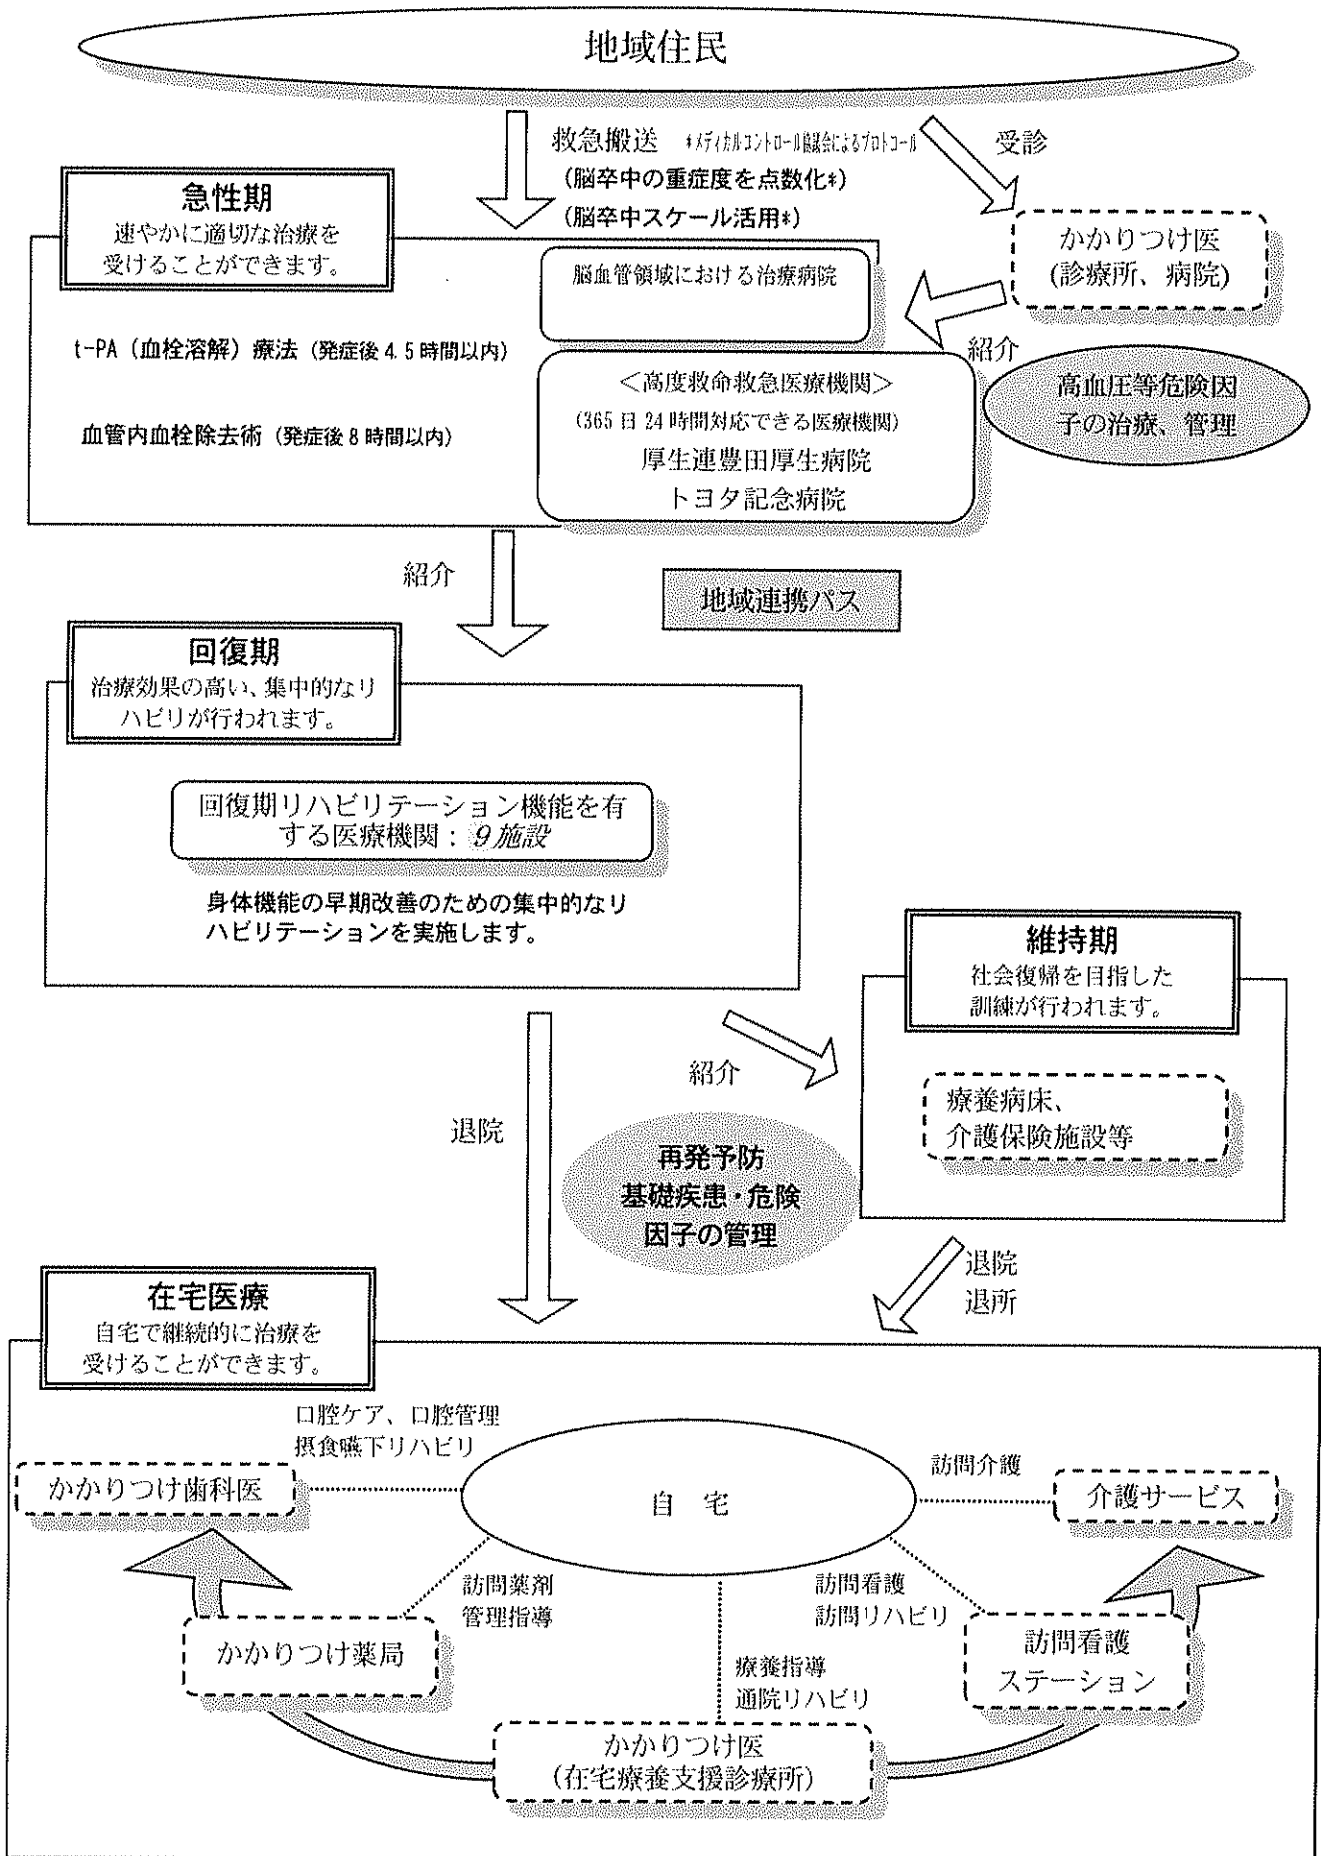 地域住民
救急搬送 *メディカルコントロール協議会によるプロトコール
(脳卒中の重症度を点数化*)
(脳卒中スケール活用*)
受診
急性期
速やかに適切な治療を
受けることができます。
かかりつけ医
(診療所、病院)
脳血管領域における治療病院
紹介
t-PA(血栓溶解)療法(発症後4.5時間以内)
血管内血栓除去術(発症後8時間以内)
<高度救命救急医療機関>
(365日24時間対応できる医療機関)
厚生連豊田厚生病院
トヨタ記念病院
高血圧等危険因
子の治療、管理
紹介
地域連携パス
回復期
治療効果の高い、集中的なリ
ハビリが行われます。
回復期リハビリテーション機能を有
する医療機関:9施設
身体機能の早期改善のための集中的なリ
ハビリテーションを実施します。
維持期
社会復帰を目指した
訓練が行われます。
紹介
療養病床、
介護保険施設等
退院
再発予防
基礎疾患・危険
因子の管理
退院
退所
在宅医療
自宅で継続的に治療を
受けることができます。
口腔ケア、口腔管理
摂食嚥下リハビリ
かかりつけ歯科医
自 宅
訪問介護
介護サービス
訪問薬剤
管理指導
訪問看護
訪問リハビリ
かかりつけ薬局
療養指導
通院リハビリ
訪問看護
ステーション
かかりつけ医
(在宅療養支援診療所)